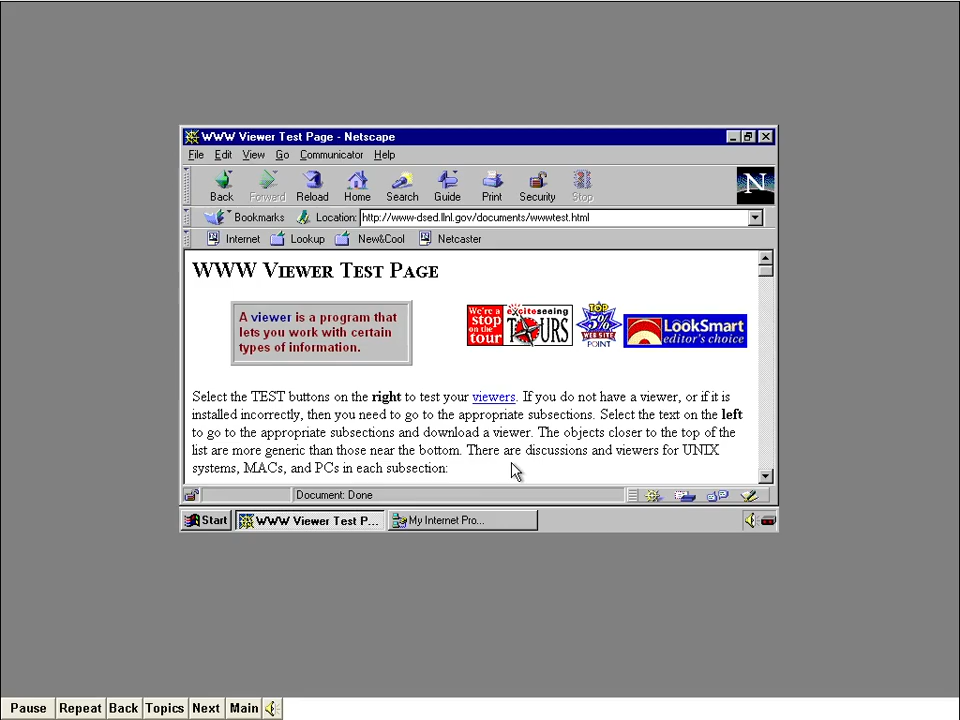 WWW Viewer Test Page - Netscape
File Edit View Go Communicator Help
Back Forward Reload Home Search Guide Print Security Stop
N
Bookmarks Location: http://www-dsed.llnl.gov/documents/wwwtest.html
Internet Lookup New&Cool Netcaster
WWW VIEWER TEST PAGE
A viewer is a program that
lets you work with certain
types of information.
We're a
stop
on the
tour
exciteseeing
TOURS
TOP
5%
WEB SITE
POINT
LookSmart
editor's choice
Select the TEST buttons on the right to test your viewers. If you do not have a viewer, or if it is
installed incorrectly, then you need to go to the appropriate subsections. Select the text on the left
to go to the appropriate subsections and download a viewer. The objects closer to the top of the
list are more generic than those near the bottom. There are discussions and viewers for UNIX
systems, MACs, and PCs in each subsection:
Document: Done
Start WWW Viewer Test P... My Internet Pro...
Pause Repeat Back Topics Next Main